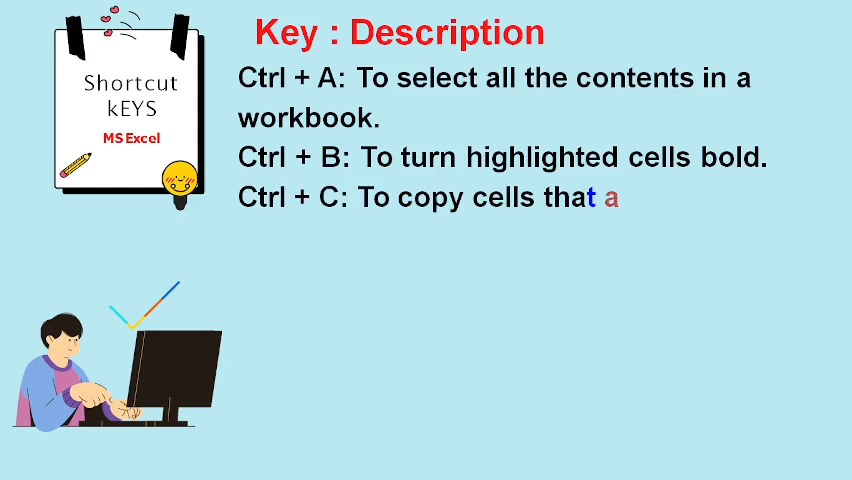 Shortcut
kEYS
MS Excel
Key : Description
Ctrl + A: To select all the contents in a
workbook.
Ctrl + B: To turn highlighted cells bold.
Ctrl + C: To copy cells that a